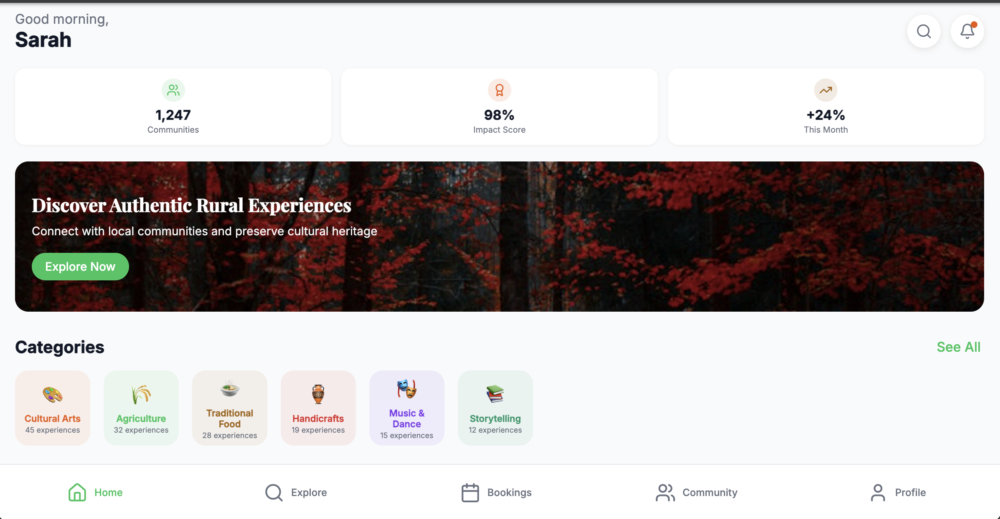 Good morning,
Sarah
1,247
Communities
98%
Impact Score
+24%
This Month
Discover Authentic Rural Experiences
Connect with local communities and preserve cultural heritage
Explore Now
Categories
See All
Cultural Arts
45 experiences
Agriculture
32 experiences
Traditional
Food
28 experiences
Handicrafts
19 experiences
Music &
Dance
15 experiences
Storytelling
12 experiences
Home
Explore
Bookings
Community
Profile